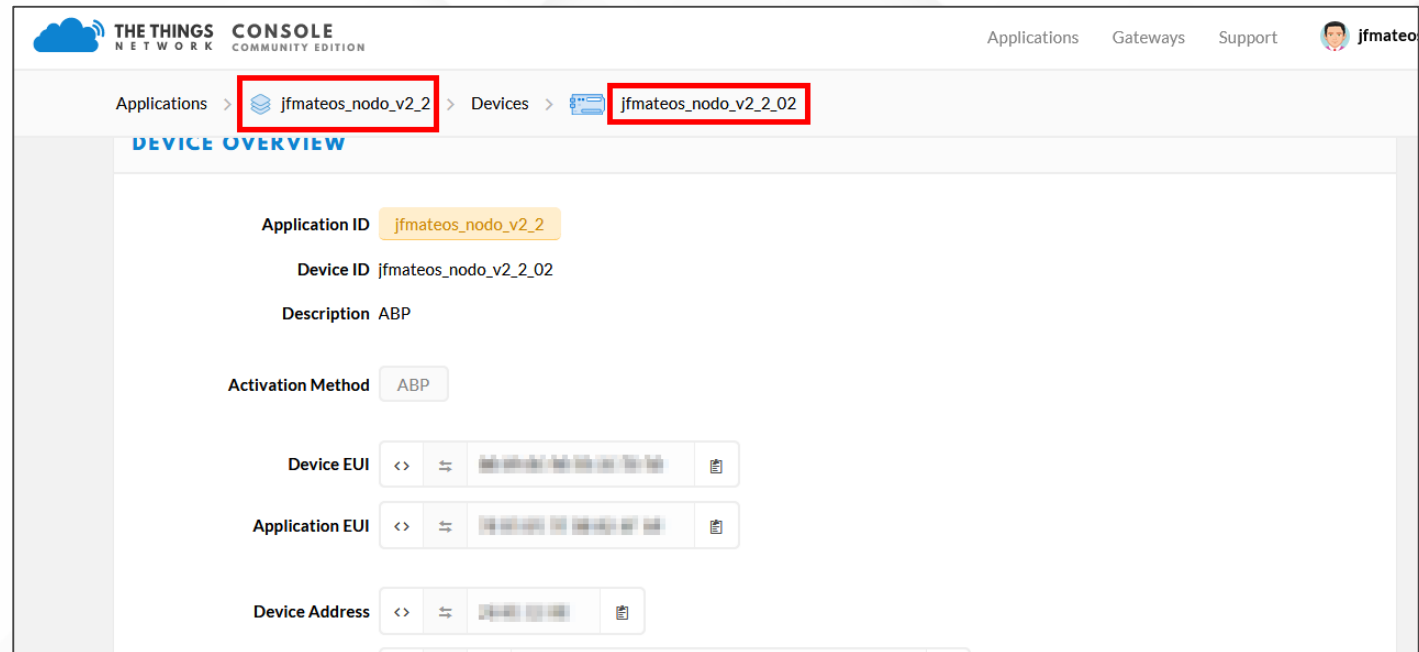 THE THINGS CONSOLE
NETWORK COMMUNITY EDITION
Applications Gateways Support jfmateos
Applications > jfmateos_nodo_v2_2 > Devices > jfmateos_nodo_v2_2_02
DEVICE OVERVIEW
Application ID jfmateos_nodo_v2_2
Device ID jfmateos_nodo_v2_2_02
Description ABP
Activation Method ABP
Device EUI
Application EUI
Device Address